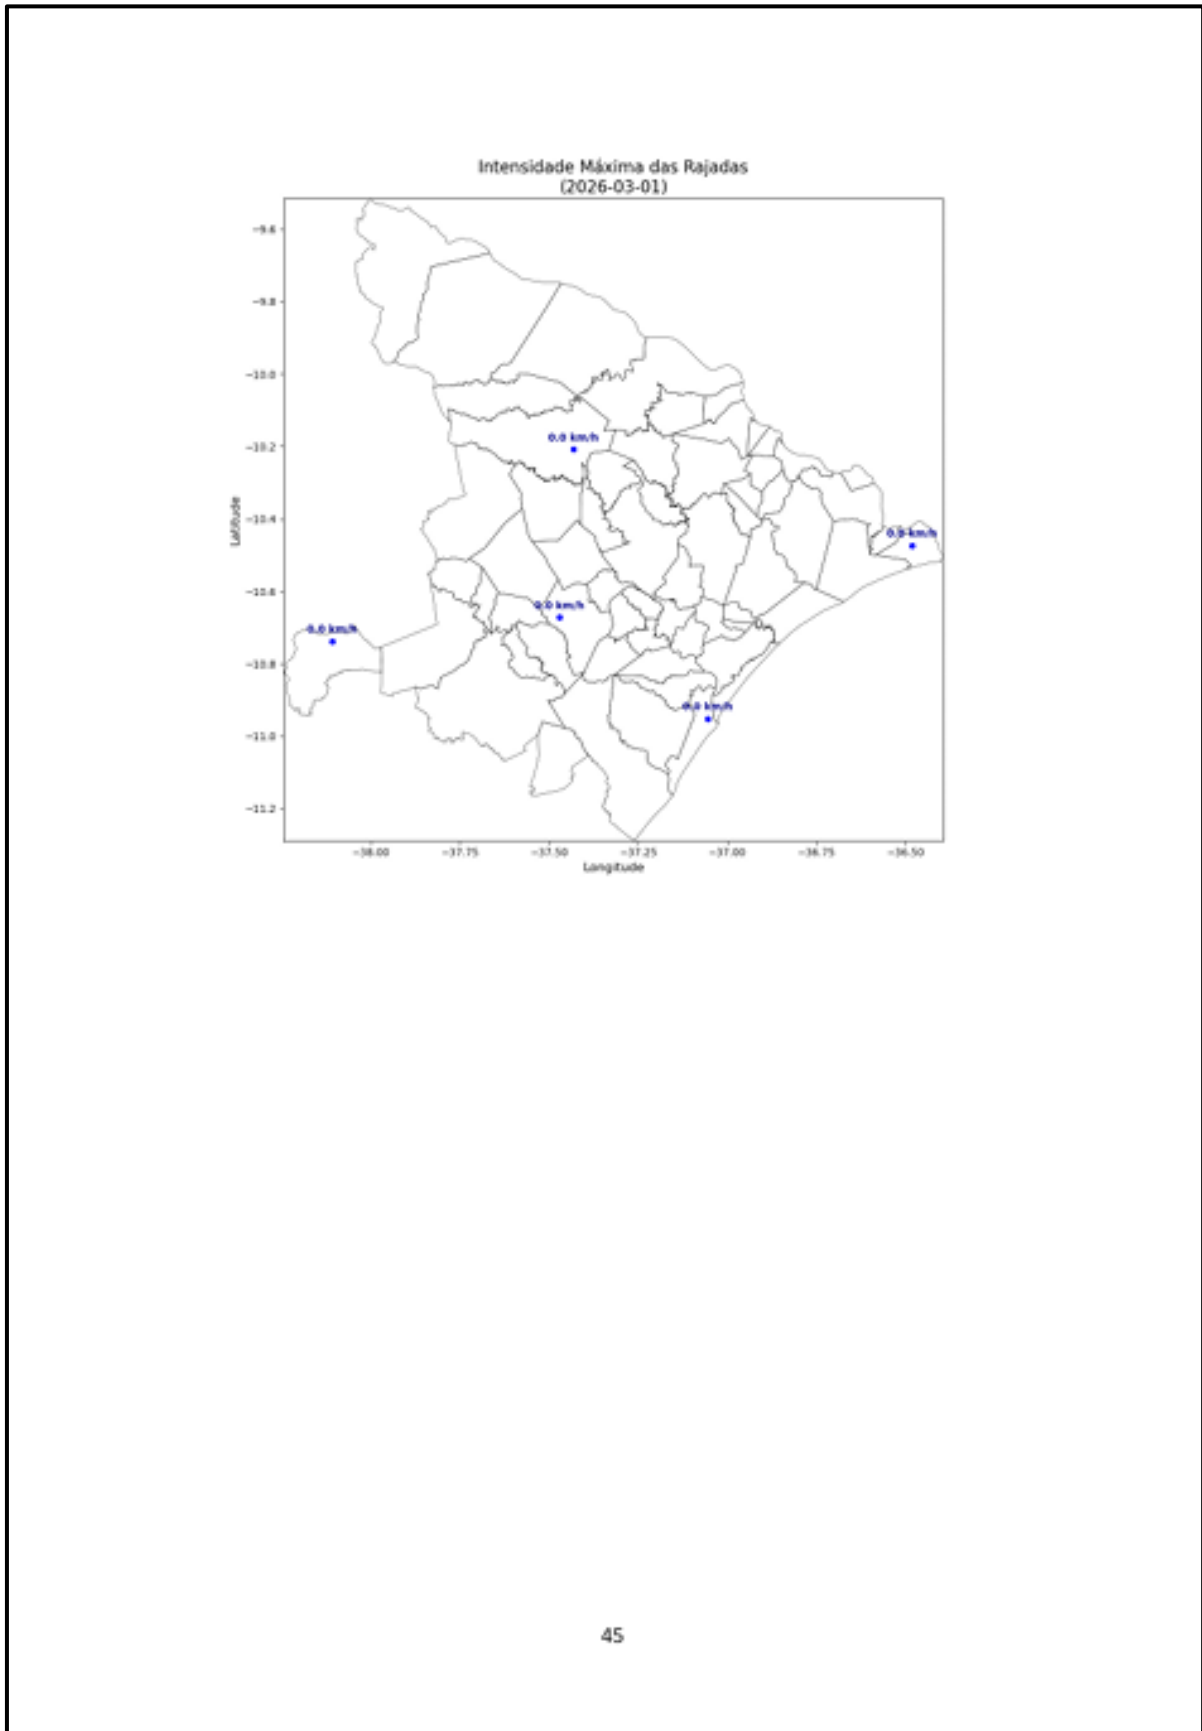 Intensidade Máxima das Rajadas
(2026-03-01)
−9.6
−9.8
−10.0
0.0 km/h
−10.2
−10.4
Latitude
0.0 km/h
−10.6
0.0 km/h
0.0 km/h
−10.8
0.0 km/h
−11.0
−11.2
−38.00 −37.75 −37.50 −37.25 −37.00 −36.75 −36.50
Longitude
45